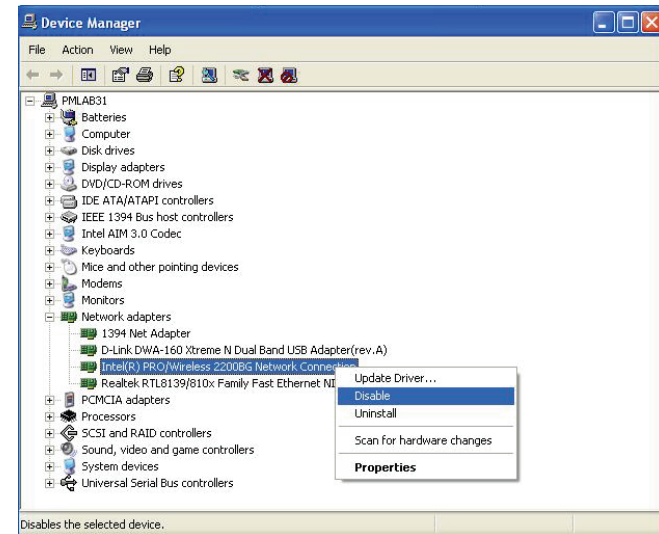 Device Manager
File Action View Help
PMLAB31
Batteries
Computer
Disk drives
Display adapters
DVD/CD-ROM drives
IDE ATA/ATAPI controllers
IEEE 1394 Bus host controllers
Intel AIM 3.0 Codec
Keyboards
Mice and other pointing devices
Modems
Monitors
Network adapters
1394 Net Adapter
D-Link DWA-160 Xtreme N Dual Band USB Adapter(rev.A)
Intel(R) PRO/Wireless 2200BG Network Connection
Realtek RTL8139/810x Family Fast Ethernet NI
PCMCIA adapters
Processors
SCSI and RAID controllers
Sound, video and game controllers
System devices
Universal Serial Bus controllers
Update Driver...
Disable
Uninstall
Scan for hardware changes
Properties
Disables the selected device.